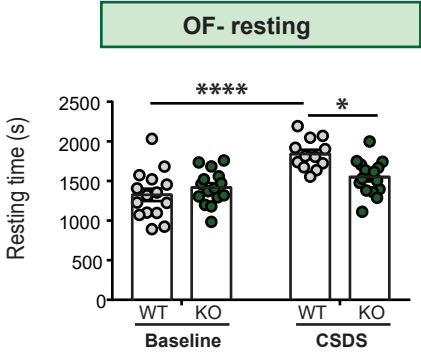 OF- resting
****
*
Resting time (s)
2500
2000
1500
1000
500
0
WT KO WT KO
Baseline CSDS